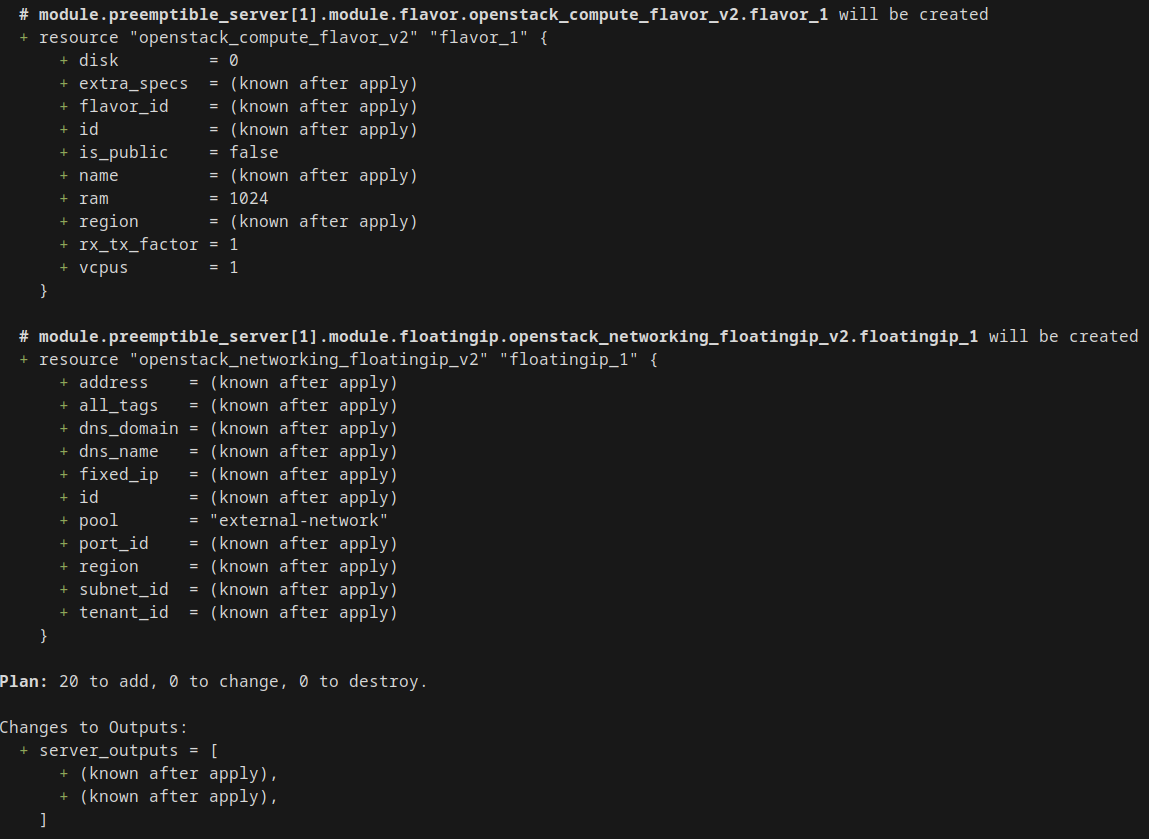 # module.preemptible_server[1].module.flavor.openstack_compute_flavor_v2.flavor_1 will be created
+ resource "openstack_compute_flavor_v2" "flavor_1" {
+ disk = 0
+ extra_specs = (known after apply)
+ flavor_id = (known after apply)
+ id = (known after apply)
+ is_public = false
+ name = (known after apply)
+ ram = 1024
+ region = (known after apply)
+ rx_tx_factor = 1
+ vcpus = 1
}
# module.preemptible_server[1].module.floatingip.openstack_networking_floatingip_v2.floatingip_1 will be created
+ resource "openstack_networking_floatingip_v2" "floatingip_1" {
+ address = (known after apply)
+ all_tags = (known after apply)
+ dns_domain = (known after apply)
+ dns_name = (known after apply)
+ fixed_ip = (known after apply)
+ id = (known after apply)
+ pool = "external-network"
+ port_id = (known after apply)
+ region = (known after apply)
+ subnet_id = (known after apply)
+ tenant_id = (known after apply)
}
Plan: 20 to add, 0 to change, 0 to destroy.
Changes to Outputs:
+ server_outputs = [
+ (known after apply),
+ (known after apply),
]